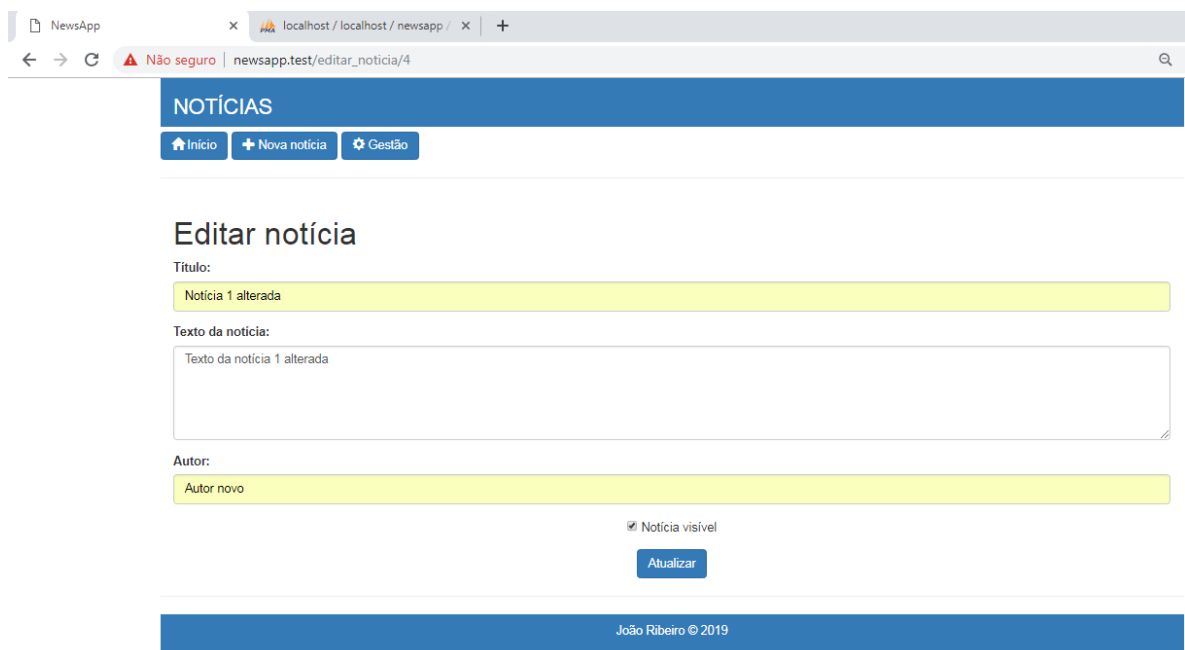 NewsApp
localhost / localhost / newsapp /
Não seguro | newsapp.test/editar_noticia/4
NOTÍCIAS
Início
Nova notícia
Gestão
Editar notícia
Título:
Notícia 1 alterada
Texto da notícia:
Texto da notícia 1 alterada
Autor:
Autor novo
Notícia visível
Atualizar
João Ribeiro © 2019